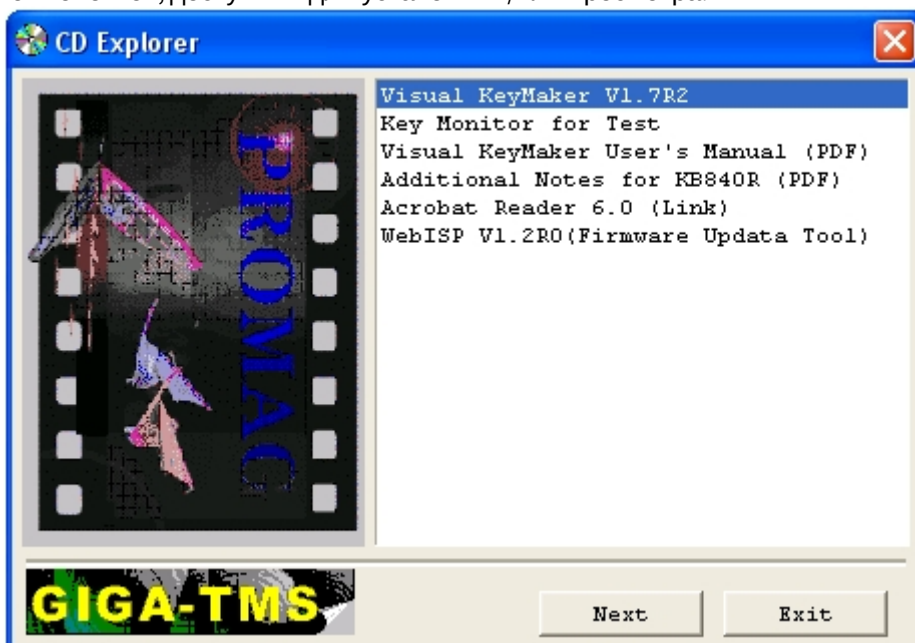 CD Explorer
Visual KeyMaker V1.7R2
Key Monitor for Test
Visual KeyMaker User's Manual (PDF)
Additional Notes for KB840R (PDF)
Acrobat Reader 6.0 (Link)
WebISP V1.2R0(Firmware Updata Tool)
PROMAG
GIGA-TMS
Next
Exit